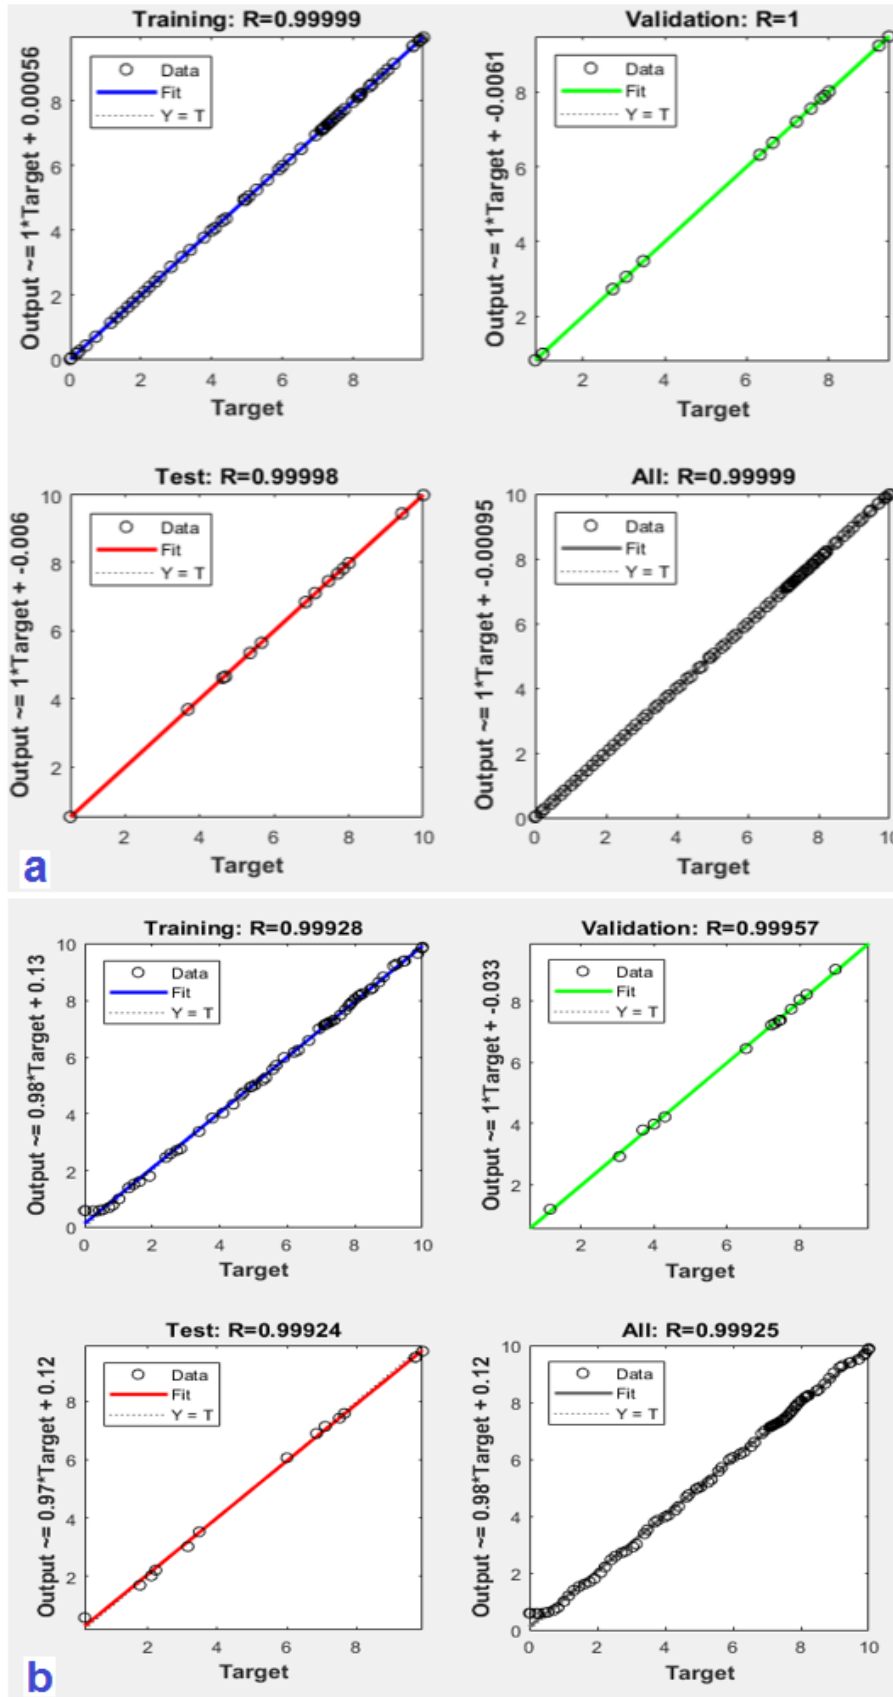 Training: R=0.99999
Output ~= 1*Target + 0.00056
Data
Fit
Y = T
8
6
4
2
0
0 2 4 6 8
Target
Validation: R=1
Output ~= 1*Target + -0.0061
Data
Fit
Y = T
8
6
4
2
2 4 6 8
Target
Test: R=0.99998
Output ~= 1*Target + -0.006
Data
Fit
Y = T
10
8
6
4
2
2 4 6 8 10
Target
All: R=0.99999
Output ~= 1*Target + -0.00095
Data
Fit
Y = T
10
8
6
4
2
0
0 2 4 6 8 10
Target
a
Training: R=0.99928
Output ~= 0.98*Target + 0.13
Data
Fit
Y = T
10
8
6
4
2
0
0 2 4 6 8 10
Target
Validation: R=0.99957
Output ~= 1*Target + -0.033
Data
Fit
Y = T
8
6
4
2
2 4 6 8
Target
Test: R=0.99924
Output ~= 0.97*Target + 0.12
Data
Fit
Y = T
8
6
4
2
2 4 6 8
Target
All: R=0.99925
Output ~= 0.98*Target + 0.12
Data
Fit
Y = T
10
8
6
4
2
0
0 2 4 6 8 10
Target
b